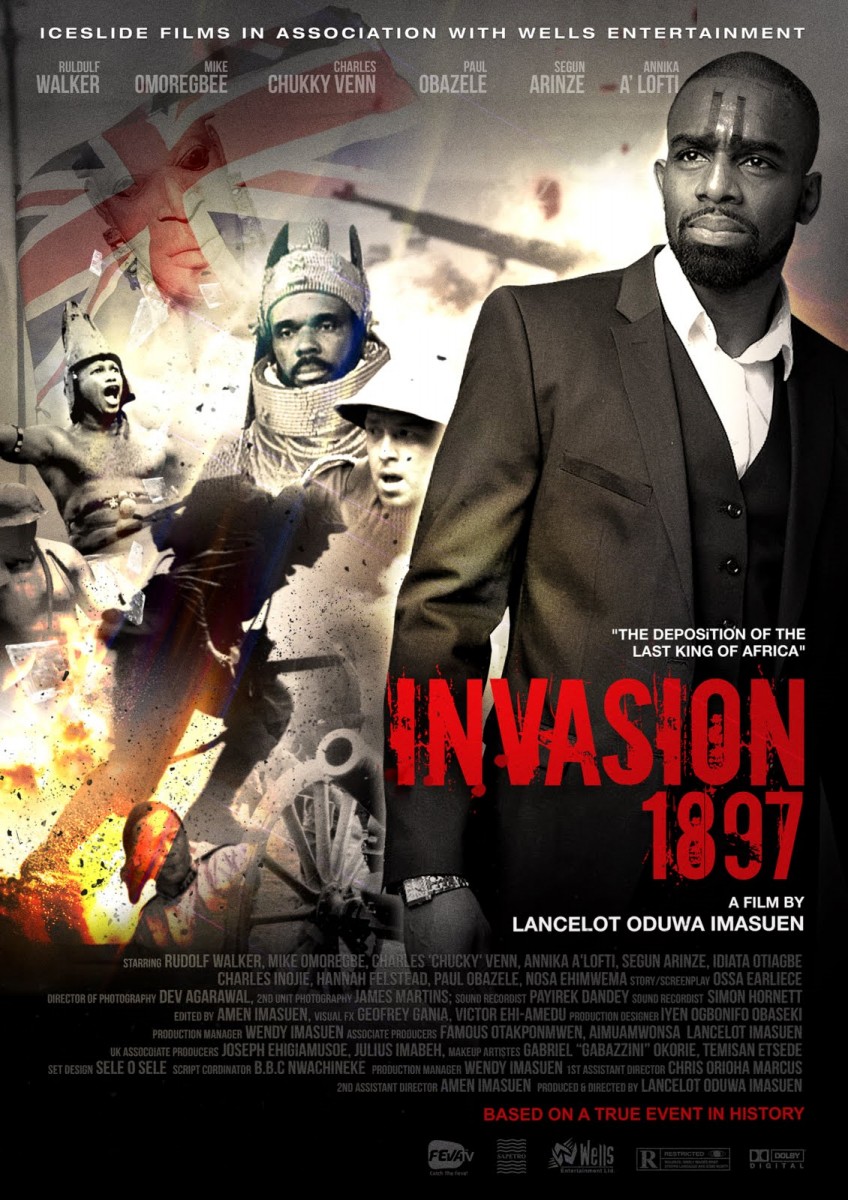 ICESLIDE FILMS IN ASSOCIATION WITH WELLS ENTERTAINMENT
RULDULF WALKER MIKE OMOREGBEE CHARLES CHUKKY VENN PAUL OBAZELE SEGUN ARINZE ANNIKA A' LOFTI
"THE DEPOSiTION OF THE
LAST KING OF AFRICA"
INVASION
1897
A FILM BY
LANCELOT ODUWA IMASUEN
STARRING RUDOLF WALKER, MIKE OMOREGBE, CHARLES 'CHUCKY' VENN, ANNIKA A'LOFTI, SEGUN ARINZE, IDIATA OTIAGBE
CHARLES INOJIE, HANNAH FELSTEAD, PAUL OBAZELE, NOSA EHIMWEMA STORY/SCREENPLAY OSSA EARLIECE
DIRECTOR OF PHOTOGRAPHY DEV AGARAWAL, 2ND UNIT PHOTOGRAPHY JAMES MARTINS; SOUND RECORDIST PAYIREK DANDEY SOUND RECORDIST SIMON HORNETT
EDITED BY AMEN IMASUEN, VISUAL FX GEOFREY GANIA, VICTOR EHI-AMEDU PRODUCTION DESIGNER IYEN OGBONIFO OBASEKI
PRODUCTION MANAGER WENDY IMASUEN ASSOCIATE PRODUCERS FAMOUS OTAKPONMWEN, AIMUAMWONSA LANCELOT IMASUEN
UK ASSCOIATE PRODUCERS JOSEPH EHIGIAMUSOE, JULIUS IMABEH, MAKEUP ARTISTES GABRIEL "GABAZZINI" OKORIE, TEMISAN ETSEDE
SET DESIGN SELE O SELE SCRIPT CORDINATOR B.B.C NWACHINEKE PRODUCTION MANAGER WENDY IMASUEN 1ST ASSISTANT DIRECTOR CHRIS ORIOHA MARCUS
2ND ASSISTANT DIRECTOR AMEN IMASUEN PRODUCED & DIRECTED BY LANCELOT ODUWA IMASUEN
BASED ON A TRUE EVENT IN HISTORY
FEVA TV
Wells
Entertainment Ltd
R RESTRICTED
DOLBY
DIGITAL